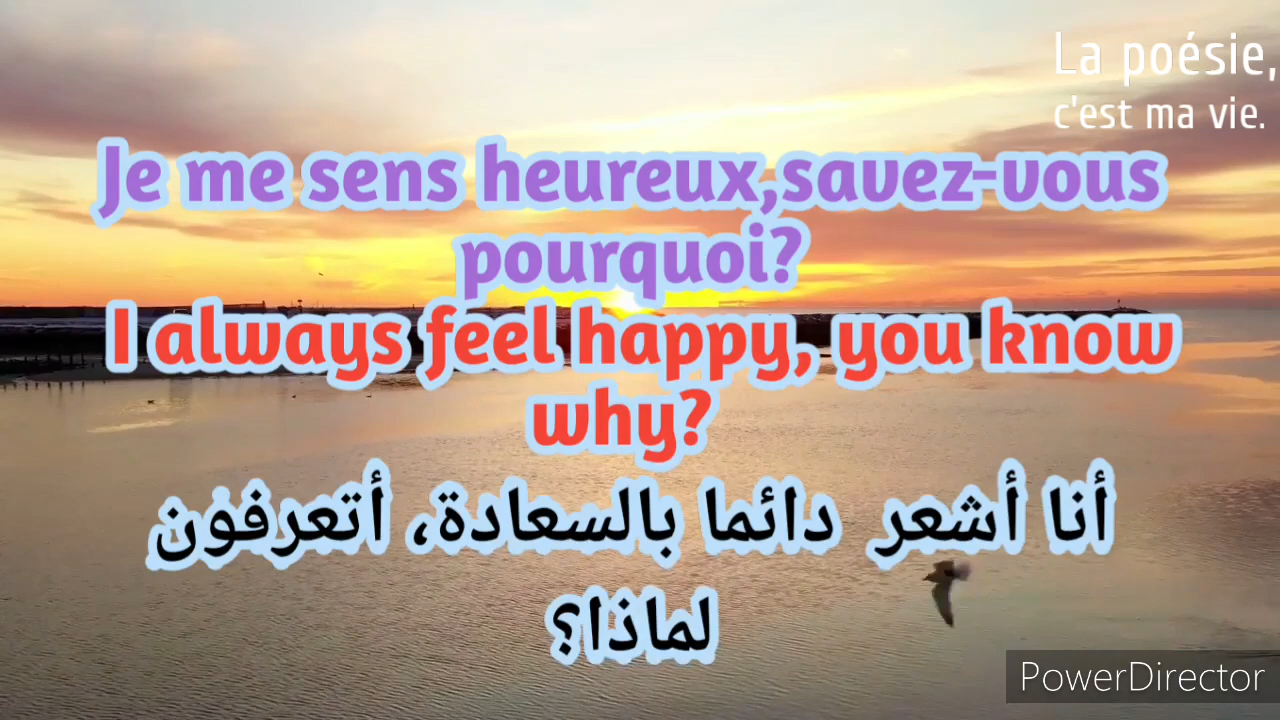 La poésie,
c'est ma vie.
Je me sens heureux,savez-vous
pourquoi?
I always feel happy, you know
why?
أنا أشعر دائما بالسعادة، أتعرفون
لماذا؟
PowerDirector